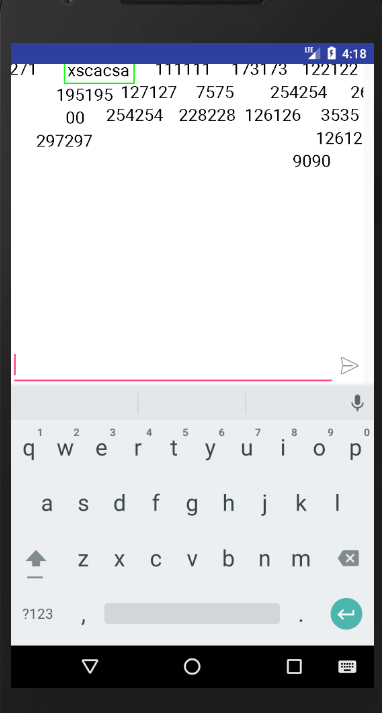 LTE 4:18
271 xscacsa 111111 173173 122122
195195 127127 7575 254254 26
00 254254 228228 126126 3535
297297 12612
9090
1 2 3 4 5 6 7 8 9 0
q w e r t y u i o p
a s d f g h j k l
z x c v b n m
?123 , .